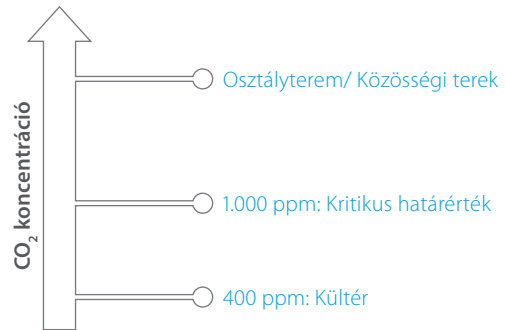 Osztályterem/ Közösségi terek
1.000 ppm: Kritikus határérték
400 ppm: Kültér
CO₂ koncentráció